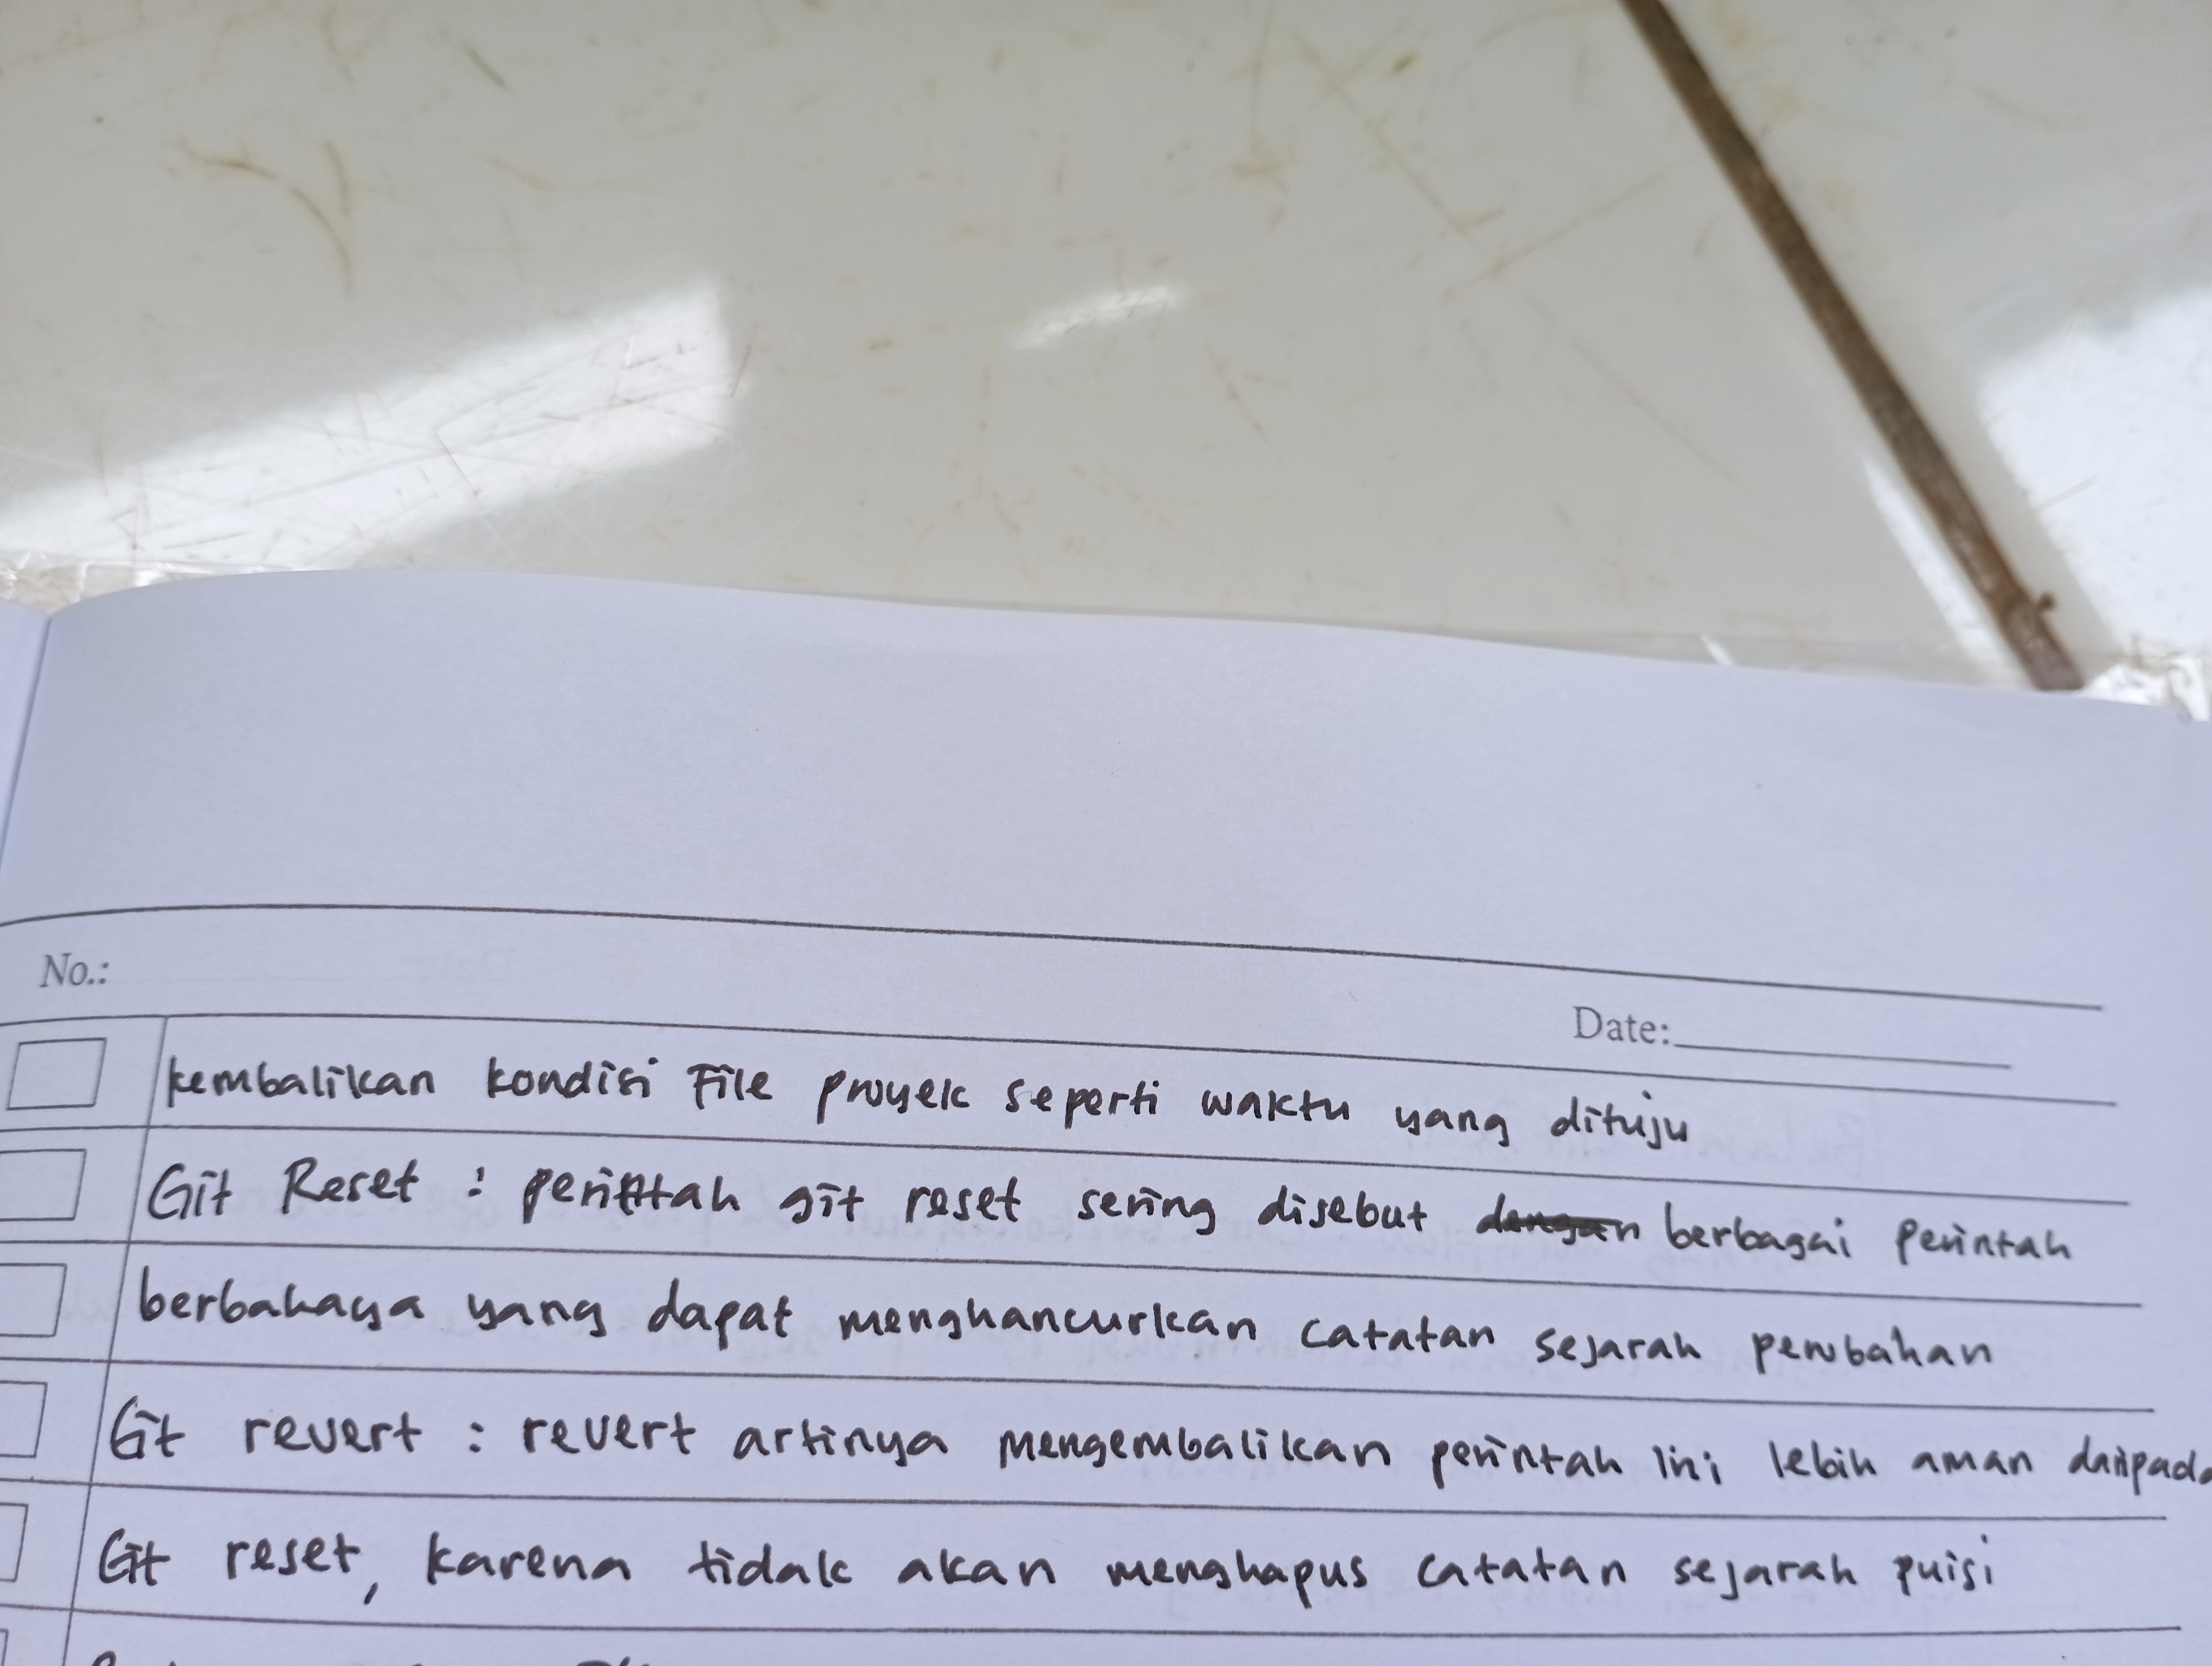 No.:
Date:
kembalikan kondisi File proyek seperti waktu yang dituju
Git Reset : perintah git reset sering disebut dengan berbagai perintah
berbahaya yang dapat menghancurkan catatan sejarah perubahan
Git revert : revert artinya mengembalikan perintah ini lebih aman daripada
Git reset, karena tidak akan menghapus catatan sejarah puisi